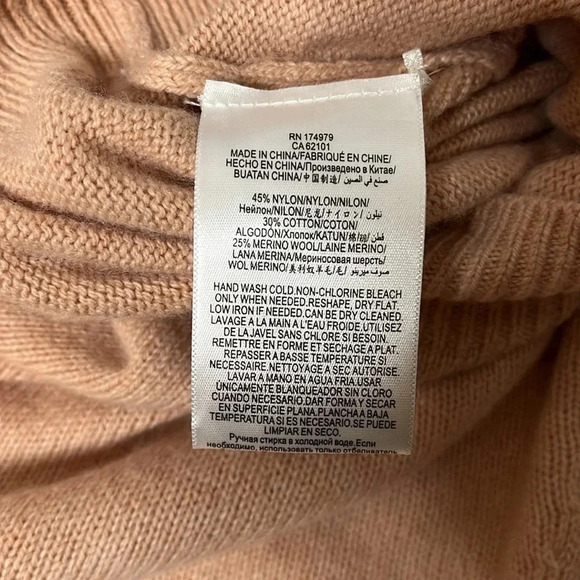 RN 174979
CA 62101
MADE IN CHINA/FABRIQUÉ EN CHINE/
HECHO EN CHINA/Произведено в Китае/
BUATAN CHINA/中国制造/ صنع في الصين/
45% NYLON/NYLON/NILON/
Нейлон/NILON/尼龙/ナイロン/نيلون/
30% COTTON/COTON/
ALGODÓN/Хлопок/KATUN/棉/綿/قطن/
25% MERINO WOOL/LAINE MERINO/
LANA MERINA/Мериносовая шерсть/
WOL MERINO/美利奴羊毛/毛/ صوف ميرينو/
HAND WASH COLD.NON-CHLORINE BLEACH
ONLY WHEN NEEDED.RESHAPE, DRY FLAT.
LOW IRON IF NEEDED.CAN BE DRY CLEANED.
LAVAGE A LA MAIN A L'EAU FROIDE.UTILISEZ
DE LA JAVEL SANS CHLORE SI BESOIN.
REMETTRE EN FORME ET SECHAGE A PLAT.
REPASSER A BASSE TEMPERATURE SI
NECESSAIRE.NETTOYAGE A SEC AUTORISE.
LAVAR A MANO EN AGUA FRIA.USAR
ÚNICAMENTE BLANQUEADOR SIN CLORO
CUANDO NECESARIO.DAR FORMA Y SECAR
EN SUPERFICIE PLANA.PLANCHA A BAJA
TEMPERATURA SI ES NECESARIO.SE PUEDE
LIMPIAR EN SECO.
Ручная стирка в холодной воде.Если
необходимо, использовать только отбеливатель